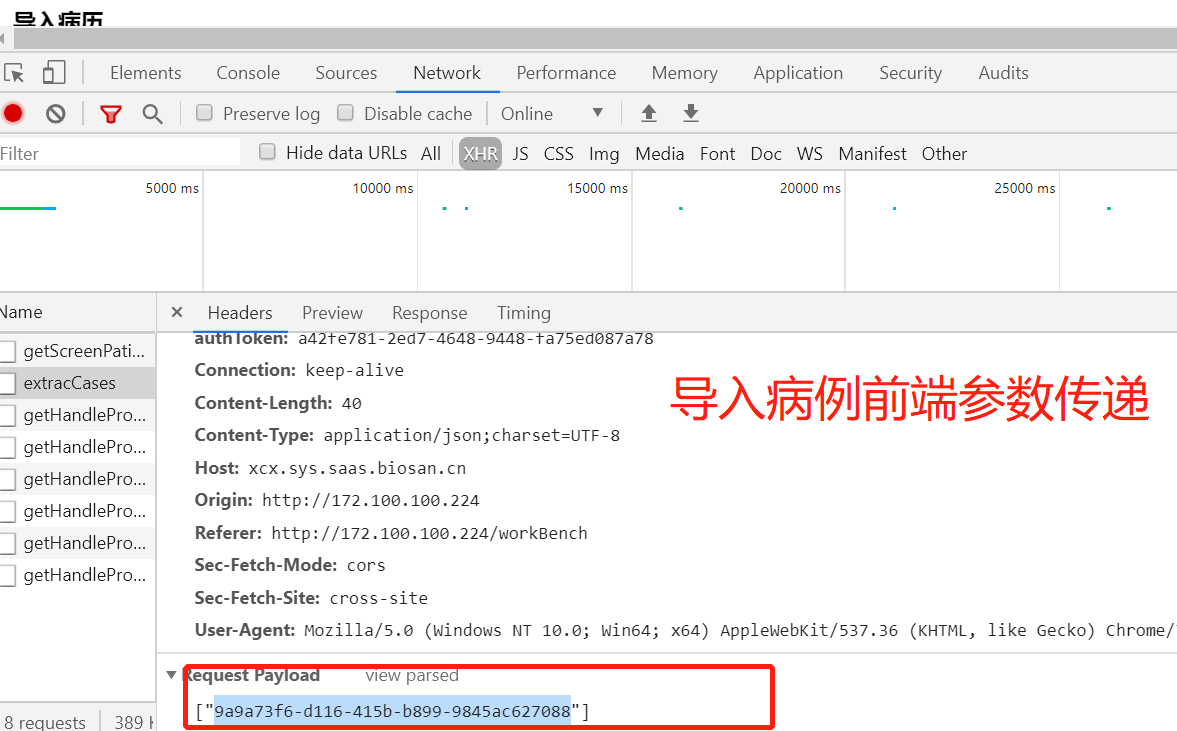 导入病历
Elements Console Sources Network Performance Memory Application Security Audits
Preserve log Disable cache Online
Filter Hide data URLs All XHR JS CSS Img Media Font Doc WS Manifest Other
5000 ms 10000 ms 15000 ms 20000 ms 25000 ms
Name × Headers Preview Response Timing
getScreenPati...
extracCases
getHandlePro...
getHandlePro...
getHandlePro...
getHandlePro...
getHandlePro...
getHandlePro...
8 requests 389
authToken: a42fe781-2ed7-4648-9448-fa75ed087a78
Connection: keep-alive
Content-Length: 40
Content-Type: application/json;charset=UTF-8
Host: xcx.sys.saas.biosan.cn
Origin: http://172.100.100.224
Referer: http://172.100.100.224/workBench
Sec-Fetch-Mode: cors
Sec-Fetch-Site: cross-site
User-Agent: Mozilla/5.0 (Windows NT 10.0; Win64; x64) AppleWebKit/537.36 (KHTML, like Gecko) Chrome/
导入病例前端参数传递
Request Payload view parsed
["9a9a73f6-d116-415b-b899-9845ac627088"]